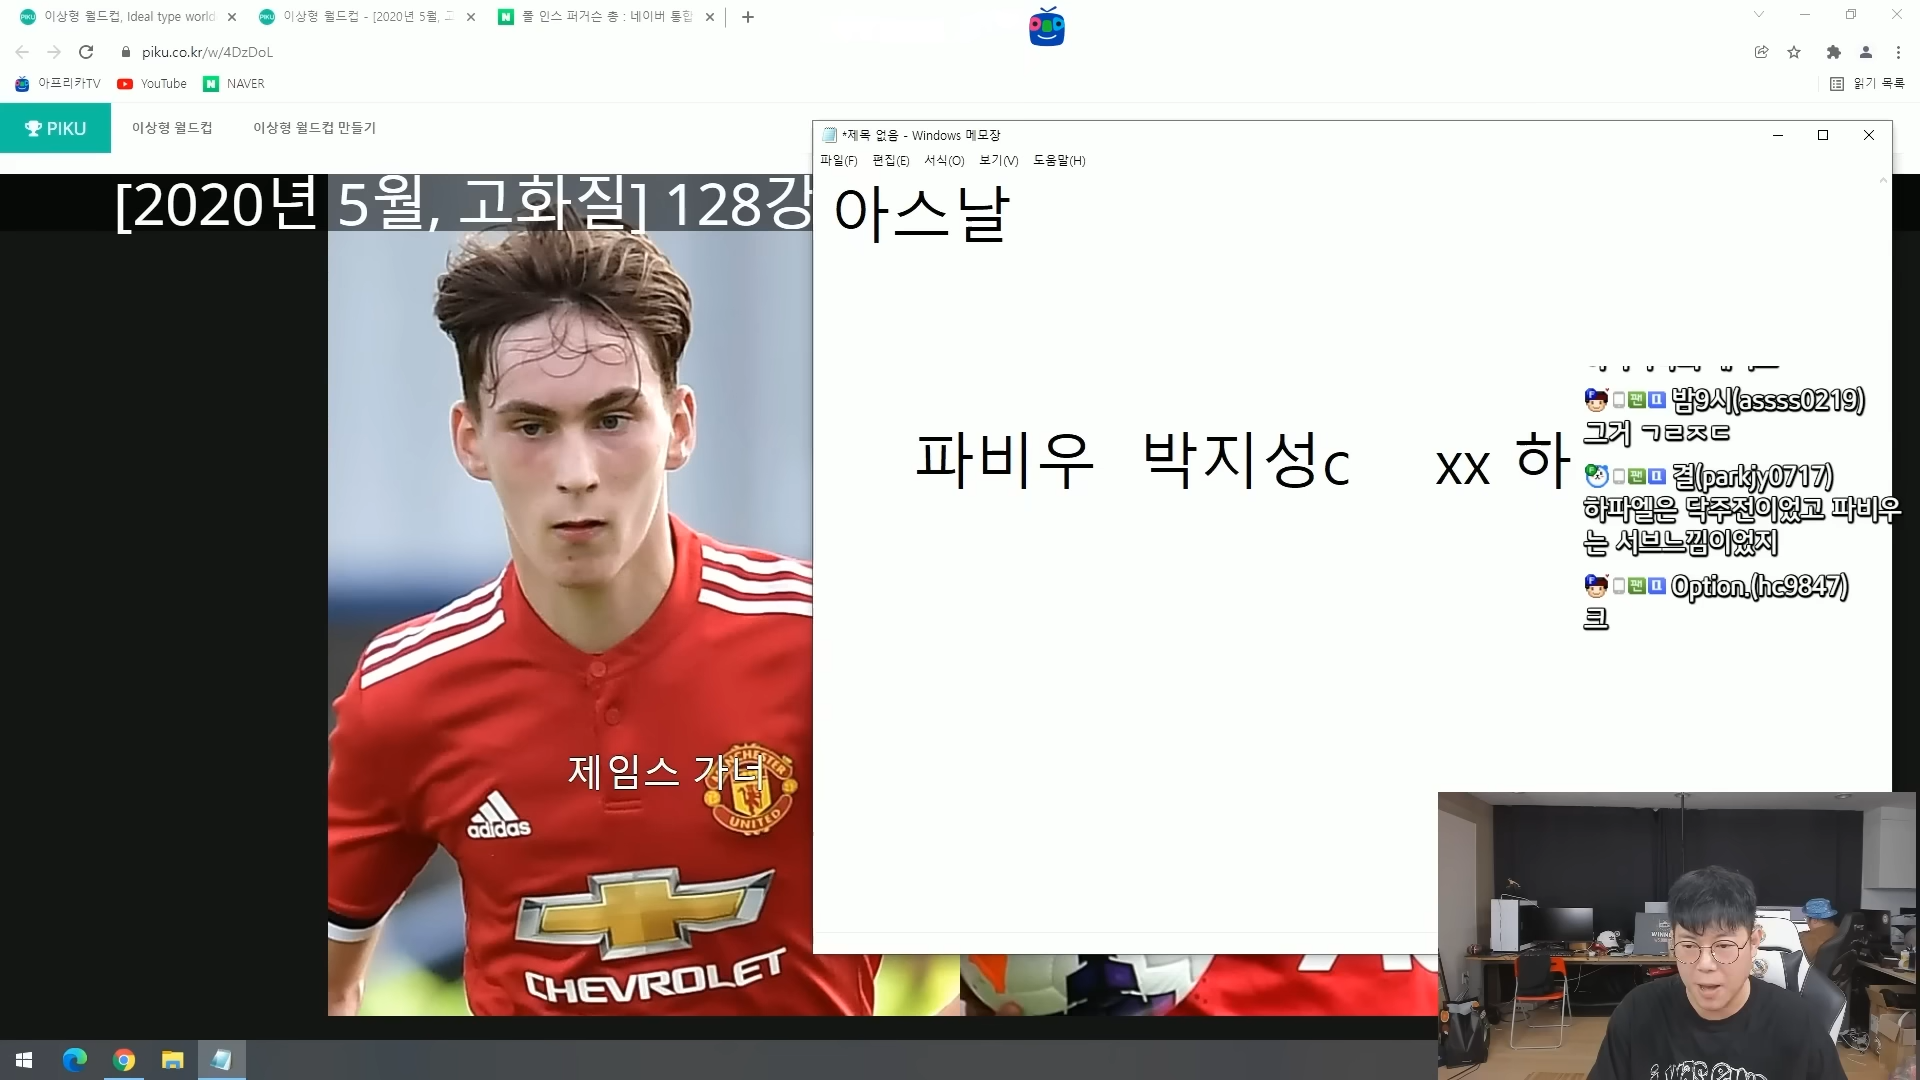 이상형 월드컵, Ideal type world
이상형 월드컵 - [2020년 5월, 고
폴 인스 퍼거슨 총 : 네이버 통합
piku.co.kr/w/4DzDoL
아프리카TV
YouTube
NAVER
읽기 목록
PIKU
이상형 월드컵
이상형 월드컵 만들기
*제목 없음 - Windows 메모장
파일(F) 편집(E) 서식(O) 보기(V) 도움말(H)
[2020년 5월, 고화질] 128강
아스날
밤9시(assss0219)
그거 ㄱㄹㅈㄷ
파비우 박지성c xx 하
결(parkjy0717)
하파엘은 닥주전이었고 파비우
는 서브느낌이었지
Option.(hc9847)
크
제임스 가너
MANCHESTER
UNITED
adidas
CHEVROLET